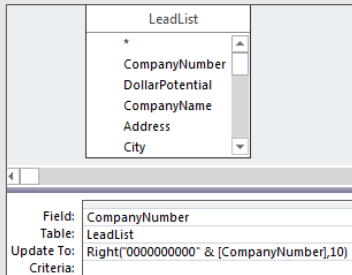 LeadList
*
CompanyNumber
DollarPotential
CompanyName
Address
City
Field: CompanyNumber
Table: LeadList
Update To: Right("0000000000" & [CompanyNumber],10)
Criteria: